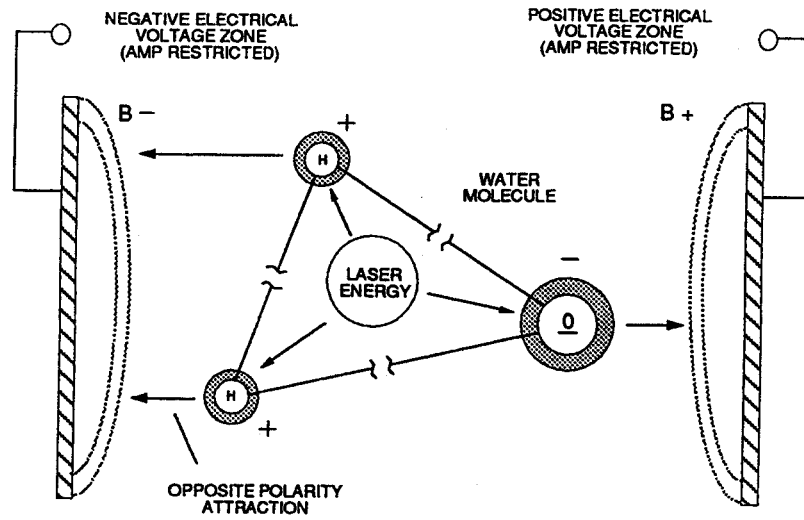 NEGATIVE ELECTRICAL
VOLTAGE ZONE
(AMP RESTRICTED)
POSITIVE ELECTRICAL
VOLTAGE ZONE
(AMP RESTRICTED)
B −
B +
+
H
WATER
MOLECULE
LASER
ENERGY
−
O
H
+
OPPOSITE POLARITY
ATTRACTION